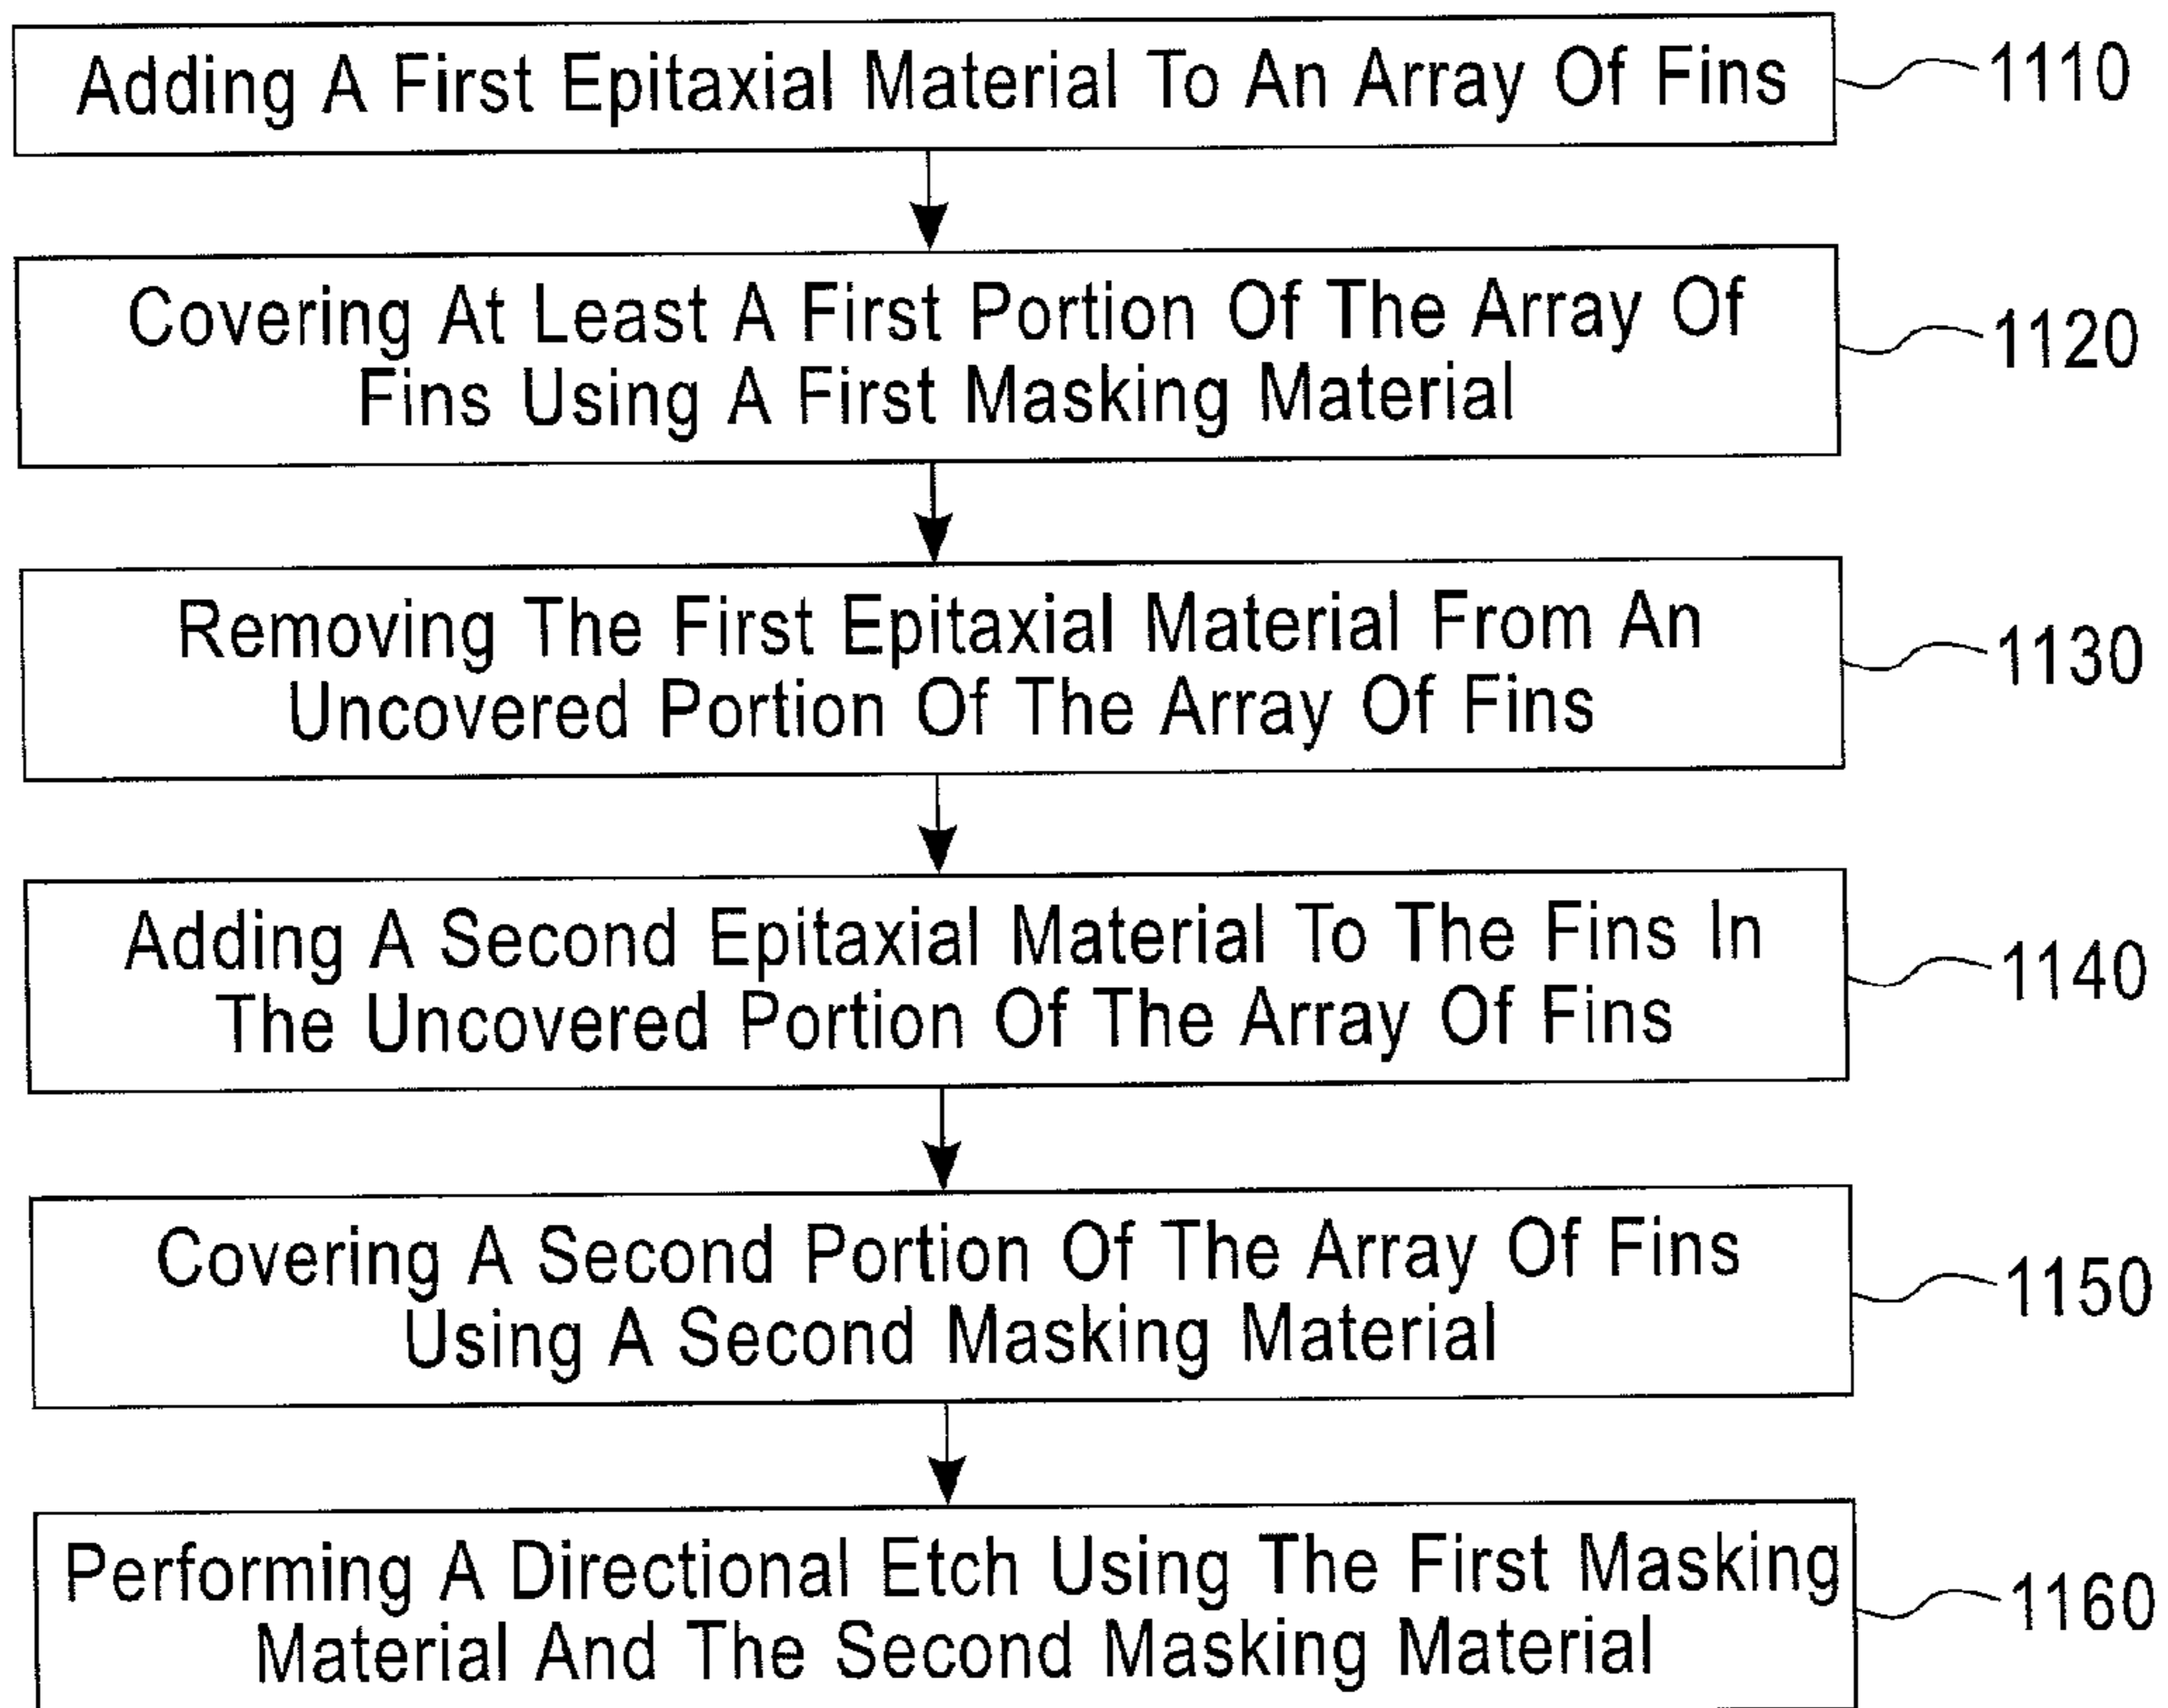 Adding A First Epitaxial Material To An Array Of Fins
1110
Covering At Least A First Portion Of The Array Of
Fins Using A First Masking Material
1120
Removing The First Epitaxial Material From An
Uncovered Portion Of The Array Of Fins
1130
Adding A Second Epitaxial Material To The Fins In
The Uncovered Portion Of The Array Of Fins
1140
Covering A Second Portion Of The Array Of Fins
Using A Second Masking Material
1150
Performing A Directional Etch Using The First Masking
Material And The Second Masking Material
1160